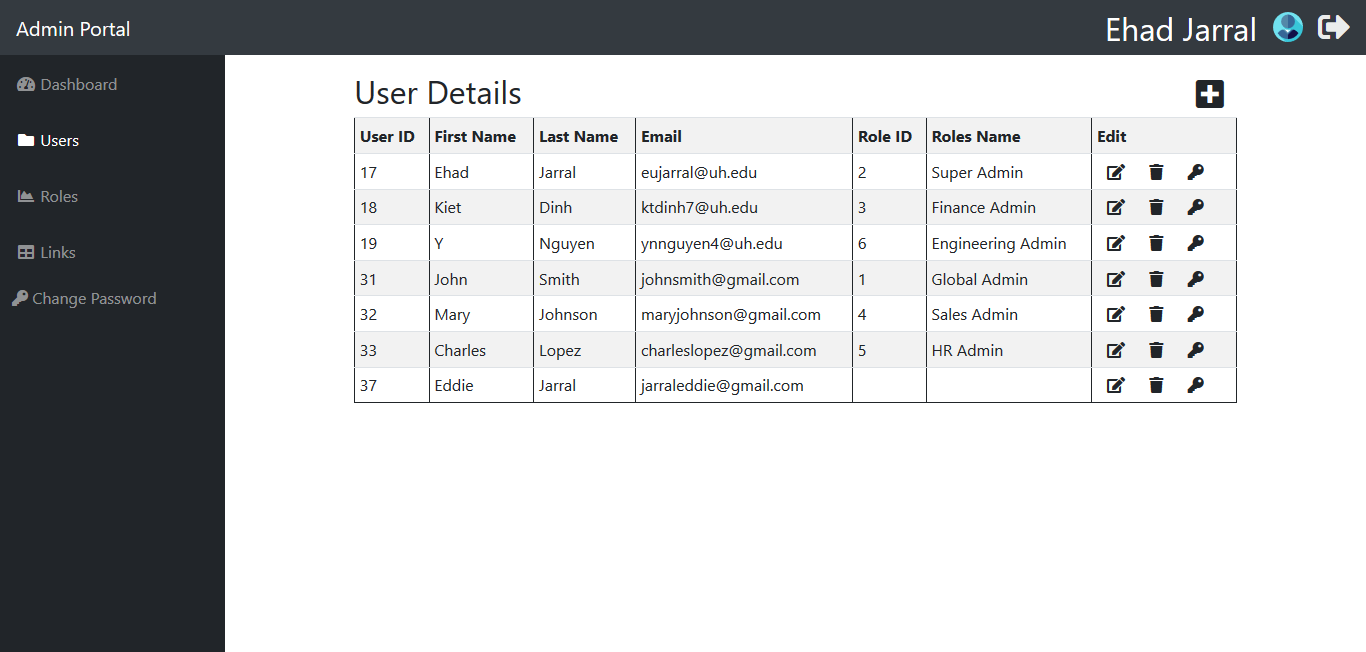 Admin Portal
Ehad Jarral
Dashboard
Users
Roles
Links
Change Password
User Details
User ID First Name Last Name Email Role ID Roles Name Edit
17 Ehad Jarral eujarral@uh.edu 2 Super Admin
18 Kiet Dinh ktdinh7@uh.edu 3 Finance Admin
19 Y Nguyen ynnguyen4@uh.edu 6 Engineering Admin
31 John Smith johnsmith@gmail.com 1 Global Admin
32 Mary Johnson maryjohnson@gmail.com 4 Sales Admin
33 Charles Lopez charleslopez@gmail.com 5 HR Admin
37 Eddie Jarral jarraleddie@gmail.com